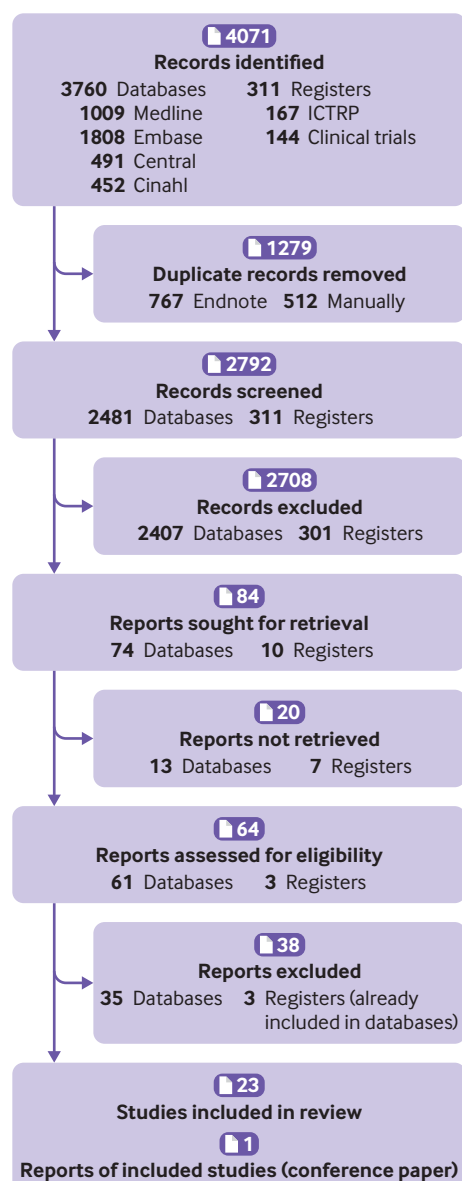 4071
Records identified
3760 Databases 311 Registers
1009 Medline 167 ICTRP
1808 Embase 144 Clinical trials
491 Central
452 Cinahl
1279
Duplicate records removed
767 Endnote 512 Manually
2792
Records screened
2481 Databases 311 Registers
2708
Records excluded
2407 Databases 301 Registers
84
Reports sought for retrieval
74 Databases 10 Registers
20
Reports not retrieved
13 Databases 7 Registers
64
Reports assessed for eligibility
61 Databases 3 Registers
38
Reports excluded
35 Databases 3 Registers (already
included in databases)
23
Studies included in review
1
Reports of included studies (conference paper)